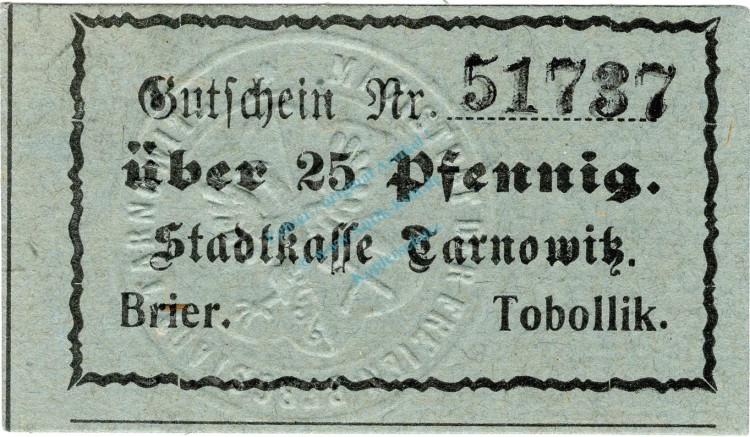 Gutschein Nr. 51737
über 25 Pfennig.
Stadtkasse Tarnowitz.
Brier. Tobollik.